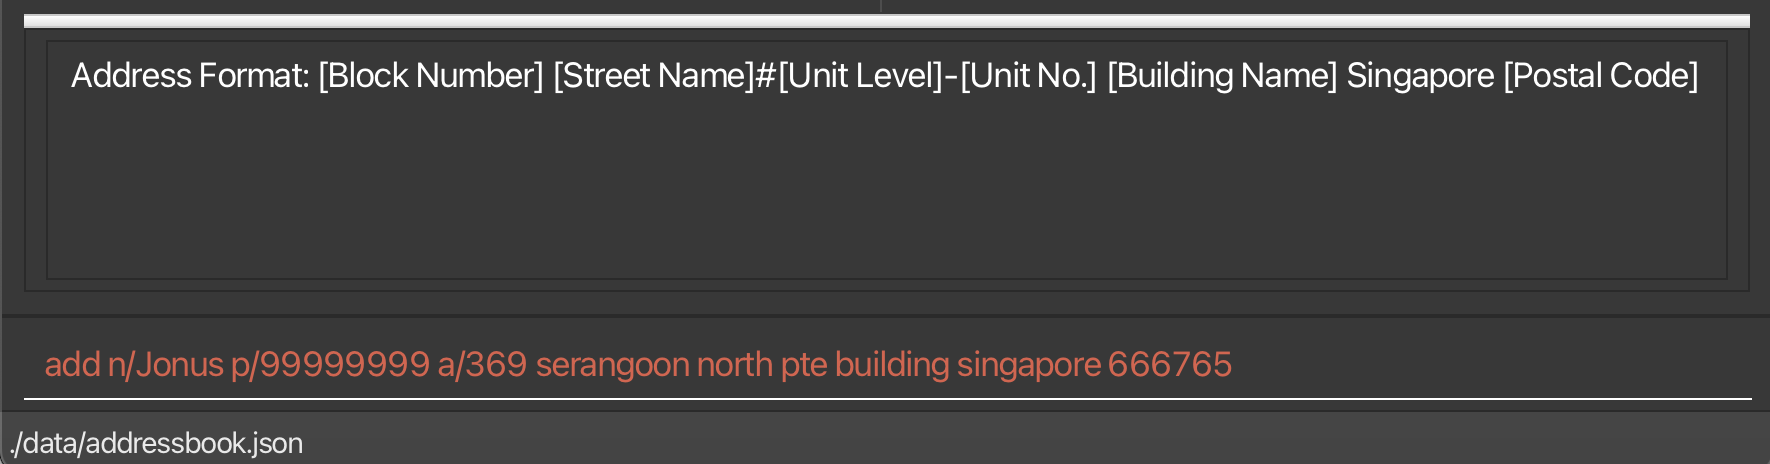 Address Format: [Block Number] [Street Name]#[Unit Level]-[Unit No.] [Building Name] Singapore [Postal Code]
add n/Jonus p/99999999 a/369 serangoon north pte building singapore 666765
./data/addressbook.json